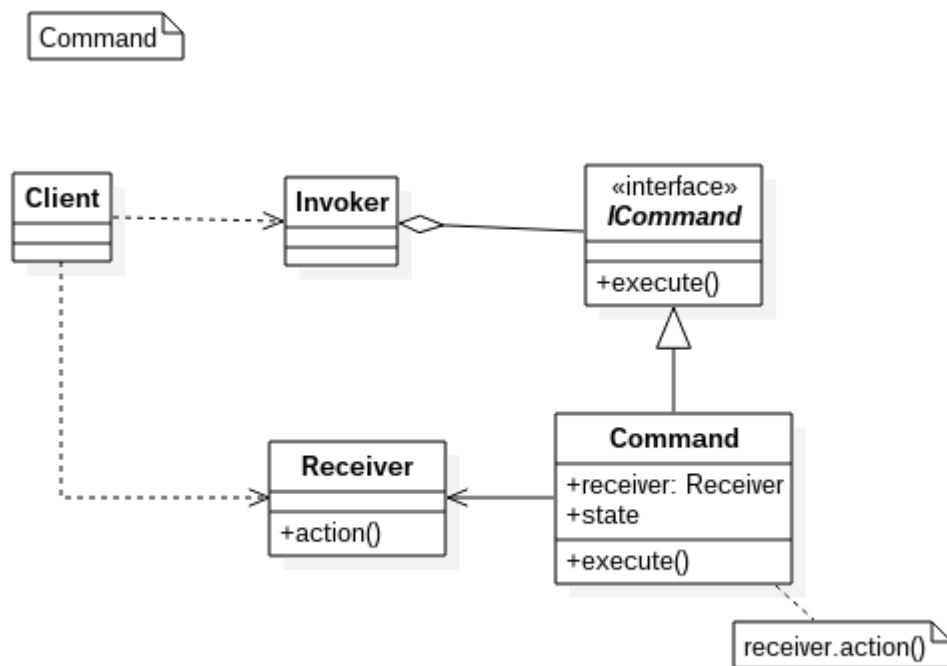 Command
Client
Invoker
«interface»
ICommand
+execute()
Receiver
+action()
Command
+receiver: Receiver
+state
+execute()
receiver.action()